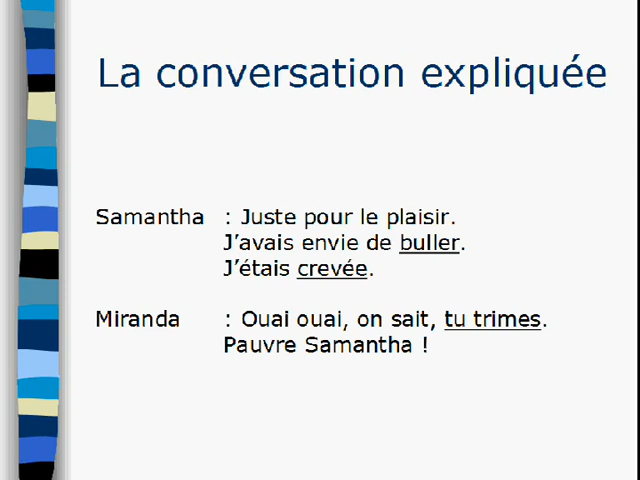 La conversation expliquée
Samantha : Juste pour le plaisir.
J’avais envie de buller.
J’étais crevée.
Miranda : Ouai ouai, on sait, tu trimes.
Pauvre Samantha !